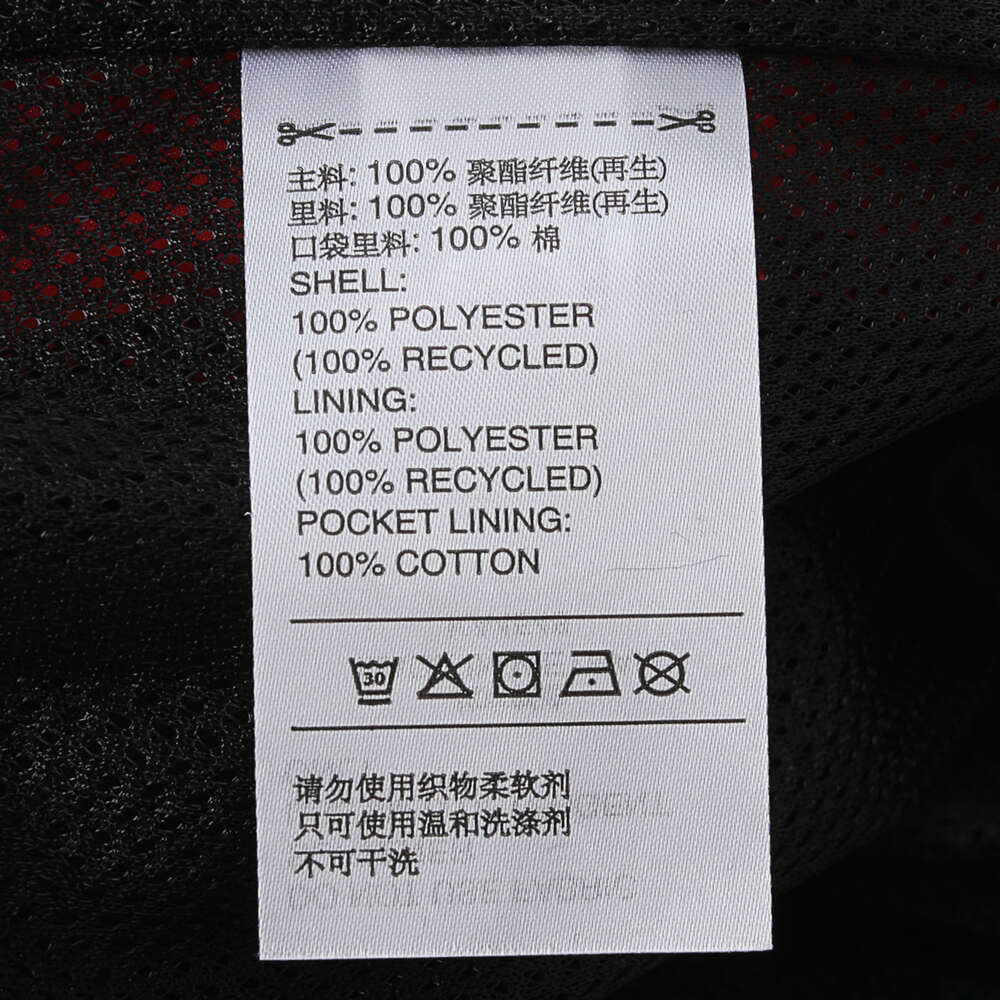 主料: 100% 聚酯纤维(再生)
里料: 100% 聚酯纤维(再生)
口袋里料: 100% 棉
SHELL:
100% POLYESTER
(100% RECYCLED)
LINING:
100% POLYESTER
(100% RECYCLED)
POCKET LINING:
100% COTTON
30
请勿使用织物柔软剂
只可使用温和洗涤剂
不可干洗